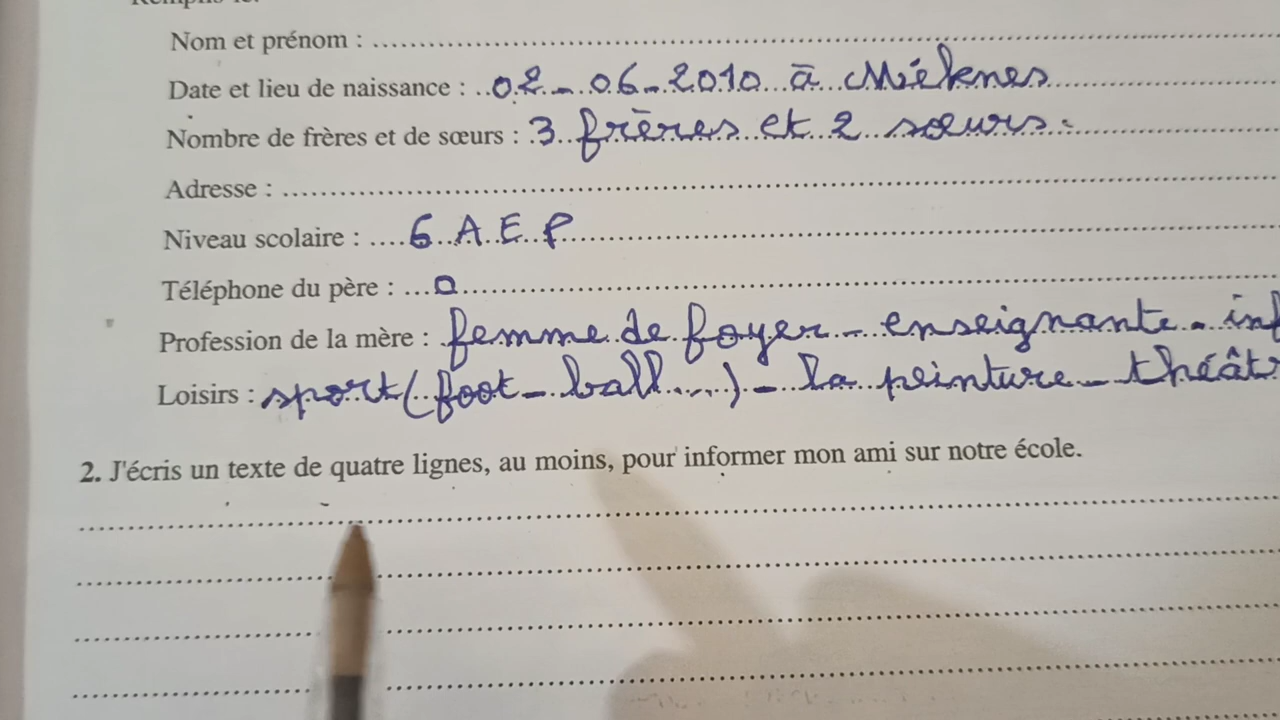 Nom et prénom : ......
Date et lieu de naissance : 02 - 06 - 2010 à Méknes
Nombre de frères et de sœurs : 3 frères et 2 sœurs.
Adresse : ......
Niveau scolaire : 6 A.E.P
Téléphone du père : 0
Profession de la mère : femme de foyer - enseignante - inf
Loisirs : sport (foot - ball ....) - la peinture - théât
2. J'écris un texte de quatre lignes, au moins, pour informer mon ami sur notre école.